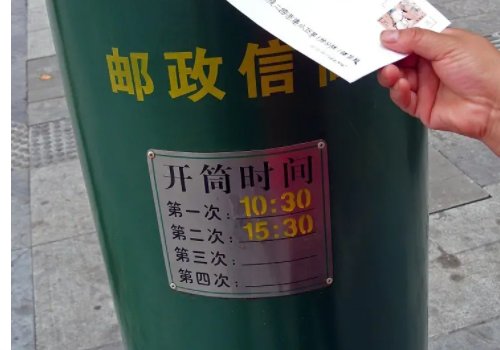 邮政信
开筒时间
第一次：10:30
第二次：15:30
第三次：
第四次：